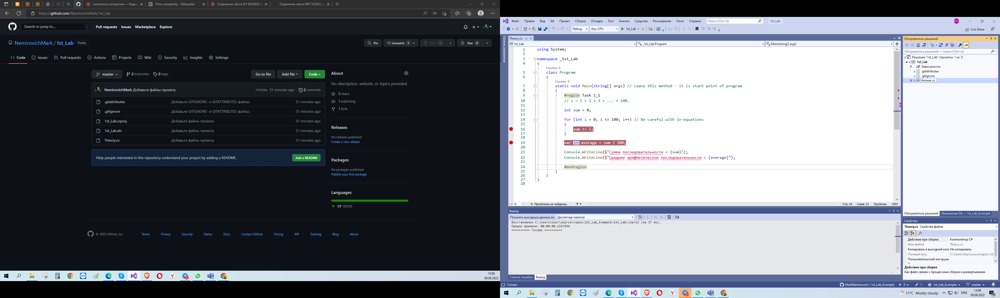 сложность алгоритма — Яндек
Time complexity - Wikipedia
Отделение сбыта N7 (ЮЗАО) ф
Отделение сбыта №7 ЮЗАО, а
https://github.com/NemirovichMark/1st_Lab
Search or jump to...
/
Pull requests
Issues
Marketplace
Explore
NemirovichMark / 1st_Lab
Public
Pin
Unwatch 1
Fork 1
Star 0
Code
Issues
Pull requests
Actions
Projects
Wiki
Security
Insights
Settings
master
2 branches
0 tags
Go to file
Add file
Code
NemirovichMark Добавьте файлы проекта.
7ff539e 31 minutes ago
2 commits
.gitattributes
Добавьте GITIGNORE- и GITATTRIBUTES-файлы.
31 minutes ago
.gitignore
Добавьте GITIGNORE- и GITATTRIBUTES-файлы.
31 minutes ago
1st_Lab.csproj
Добавьте файлы проекта.
31 minutes ago
1st_Lab.sln
Добавьте файлы проекта.
31 minutes ago
Theory.cs
Добавьте файлы проекта.
31 minutes ago
Help people interested in this repository understand your project by adding a README.
Add a README
About
No description, website, or topics provided.
0 stars
1 watching
1 fork
Releases
No releases published
Create a new release
Packages
No packages published
Publish your first package
Languages
C# 100.0%
© 2022 GitHub, Inc.
Terms
Privacy
Security
Status
Docs
Contact GitHub
Pricing
API
Training
Blog
About
13:06
09.09.2022
Файл
Правка
Вид
Git
Проект
Сборка
Отладка
Тест
Анализ
Средства
Расширения
Окно
Справка
Поиск (Ctrl+Q)
1st_Lab
Debug
Any CPU
1st_Lab
Live Share
Панель элементов
Theory.cs
1st_Lab
_1st_Lab.Program
Main(string[] args)
1 using System;
2
3 namespace _1st_Lab
4 {
Ссылок: 0
5 class Program
6 {
Ссылок: 0
7 static void Main(string[] args) // Leave this method - it is start point of program
8 {
9 #region Task 1_1
10 // s = 1 + 2 + 3 + ... + 100.
11
12 int sum = 0;
13
14 for (int i = 0; i <= 100; i++) // Be careful with in-equations
15 {
16 sum += i;
17 }
18
19 var int average = sum / 100;
20
21 Console.WriteLine($"Сумма последовательности = {sum}");
22 Console.WriteLine($"Среднее арифметическое последовательности = {average}");
23
24 #endregion
25 }
26 }
27 }
28
121 %
Проблемы не найдены.
Стр: 24
Симв: 23
Пробелы
CRLF
Вывод
Показать выходные данные из:
Диспетчер пакетов
Восстановлен C:\Users\User\source\repos\1st_Lab_Example\1st_Lab.csproj (за 37 ms).
Прошло времени: 00:00:00.2327499
========== Готово ==========
Список ошибок
Вывод
Обозреватель решений
Обозреватель решений — поиск (Ctrl+ж)
Решение "1st_Lab" (проекты: 1 из 1)
1st_Lab
Зависимости
.gitattributes
.gitignore
Answer.cs
Обозреватель решений
Изменения Git — 1st_Lab_Example
Свойства
Theory.cs Свойства файла
Действие при сборке
Компилятор C#
Имя файла
Theory.cs
Копировать в выходной ката
Не копировать
Полный путь
C:\Users\User\source\repos\1st
Пользовательский инструме
Действие при сборке
Как файл связан с процессами сборки и развертывания.
Готово
MarkNemirovich / 1st_Lab_Example
0
1
1st_Lab_Example
master
11°C Mostly cloudy
ENG
13:06
09.09.2022